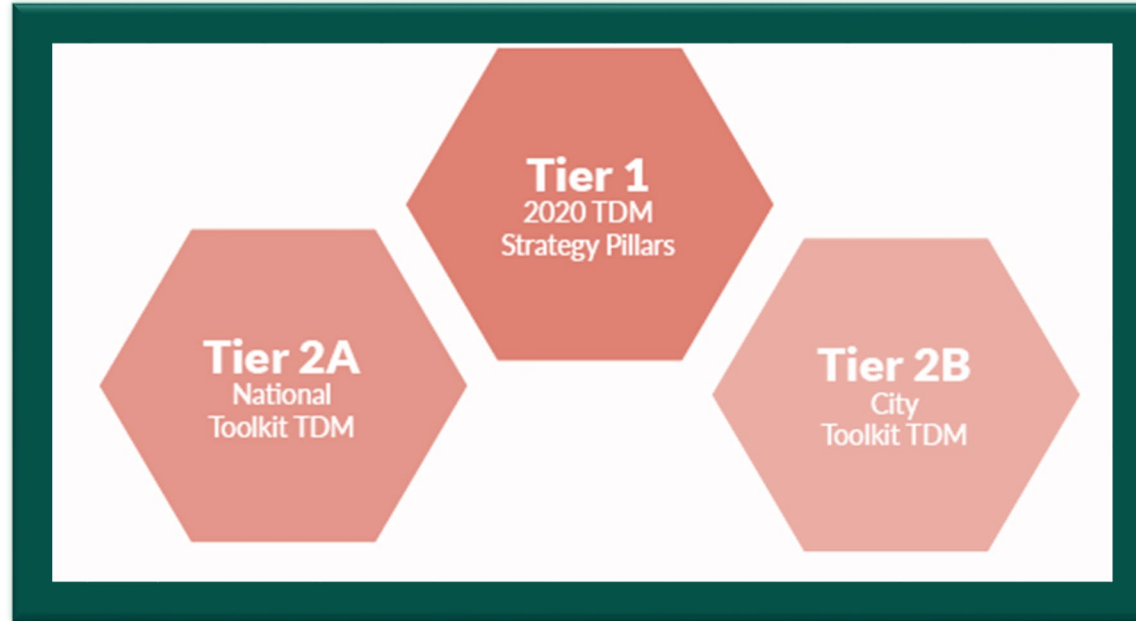 Tier 1
2020 TDM
Strategy Pillars
Tier 2A
National
Toolkit TDM
Tier 2B
City
Toolkit TDM